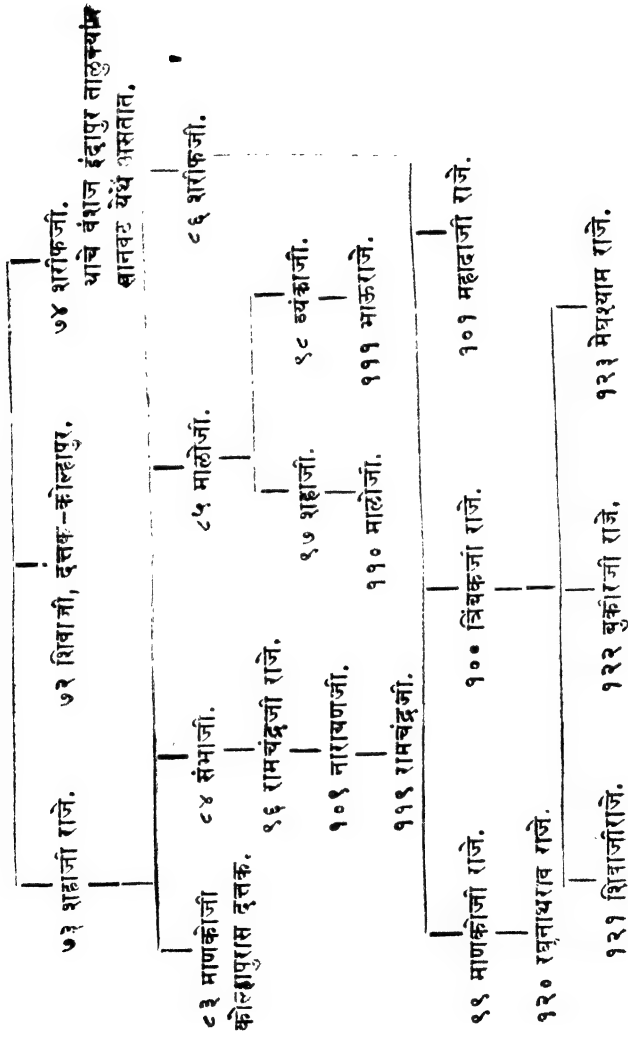 ७३ शहाजी राजे.
७२ शिवाजी, दत्तक-कोल्हापूर.
७४ शरीफजी.
याचे वंशज इंदापूर तालुक्यांत
सानवट येथें असतात.
८३ माणकोजी
कोल्हापुरास दत्तक.
८४ संभाजी.
८५ मालोजी.
८६ शरीफजी.
९६ रामचंद्रजी राजे.
९७ शहाजी.
९८ व्यंकाजी.
१०९ नारायणजी.
११० मालोजी.
१११ भाऊराजे.
११९ रामचंद्रजी.
९९ माणकोजी राजे.
१०० त्रिंबकजी राजे.
१०१ महादाजी राजे.
१२० रघुनाथराव राजे.
१२१ शिवाजीराजे.
१२२ बुकाजी राजे.
१२३ मेघश्याम राजे.